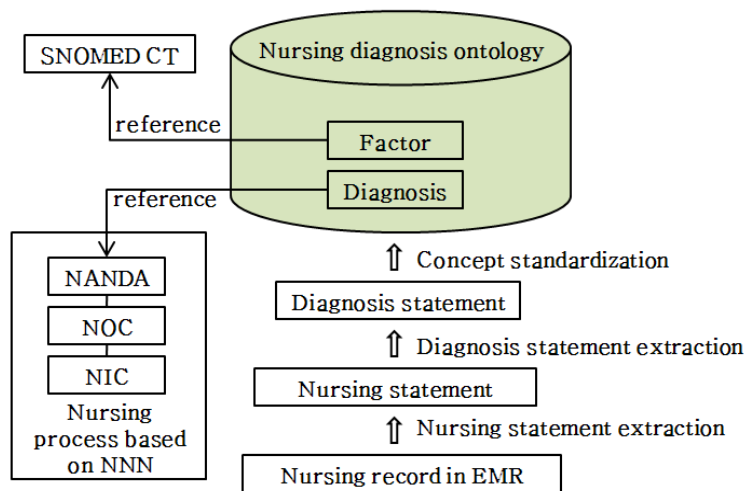 SNOMED CT
Nursing diagnosis ontology
reference
Factor
Diagnosis
reference
NANDA
NOC
NIC
Nursing
process based
on NNN
Concept standardization
Diagnosis statement
Diagnosis statement extraction
Nursing statement
Nursing statement extraction
Nursing record in EMR